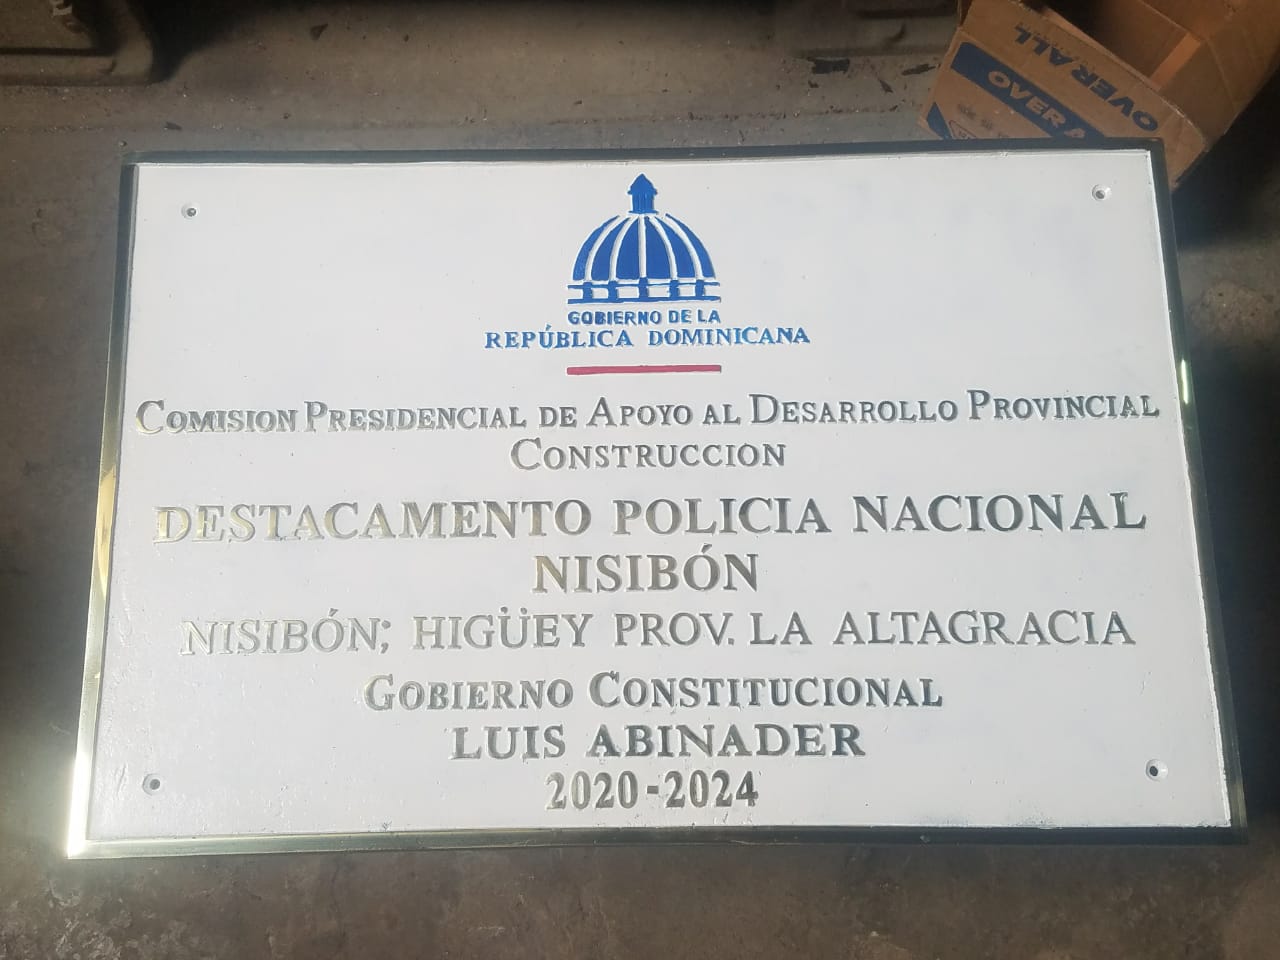 OVERALL
OVERA
GOBIERNO DE LA
REPÚBLICA DOMINICANA
COMISION PRESIDENCIAL DE APOYO AL DESARROLLO PROVINCIAL
CONSTRUCCION
DESTACAMENTO POLICIA NACIONAL
NISIBÓN
NISIBÓN; HIGÜEY PROV. LA ALTAGRACIA
GOBIERNO CONSTITUCIONAL
LUIS ABINADER
2020-2024